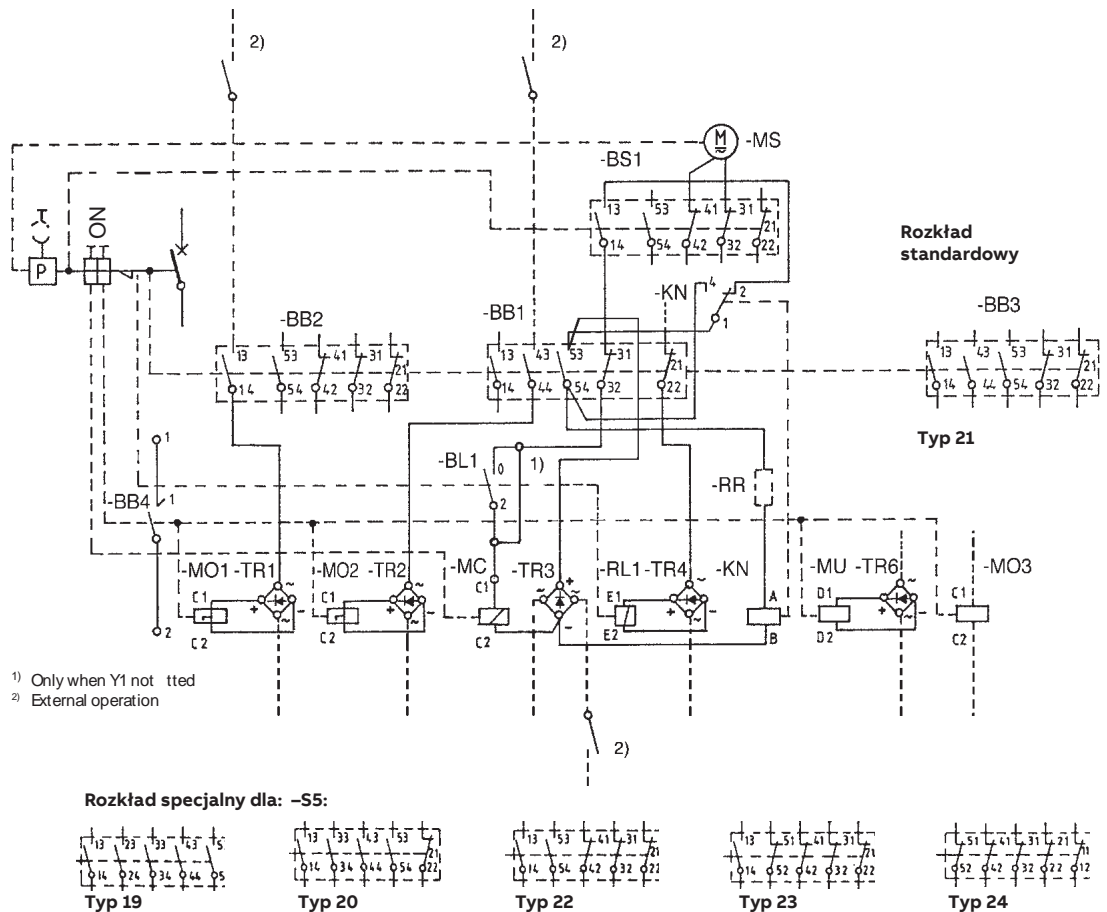 2)
2)
M
-MS
-BS1
13 53 41 31 21
14 54 42 32 22
ON
P
Rozkład
standardowy
4 2
-KN
1
-BB3
-BB2
-BB1
13 53 41 31 21
13 43 53 31 21
13 43 53 31 21
14 54 42 32 22
14 44 54 32 22
14 44 54 32 22
Typ 21
1
-BL1 0 1)
-RR
1
2
-BB4
-MO1 -TR1 -MO2 -TR2 -MC -TR3 -RL1 -TR4 -KN -MU -TR6 -MO3
C1 C1 C1 E1 A D1 C1
C2 C2 C2 E2 B D2 C2
2
1) Only when Y1 not tted
2) External operation
2)
Rozkład specjalny dla: –S5:
13 23 33 43 5
14 24 34 44 5
13 33 43 53 21
14 34 44 54 22
13 53 41 31 21
14 54 42 32 22
13 51 41 31 21
14 52 42 32 22
51 41 31 21 11
52 42 32 22 12
Typ 19 Typ 20 Typ 22 Typ 23 Typ 24